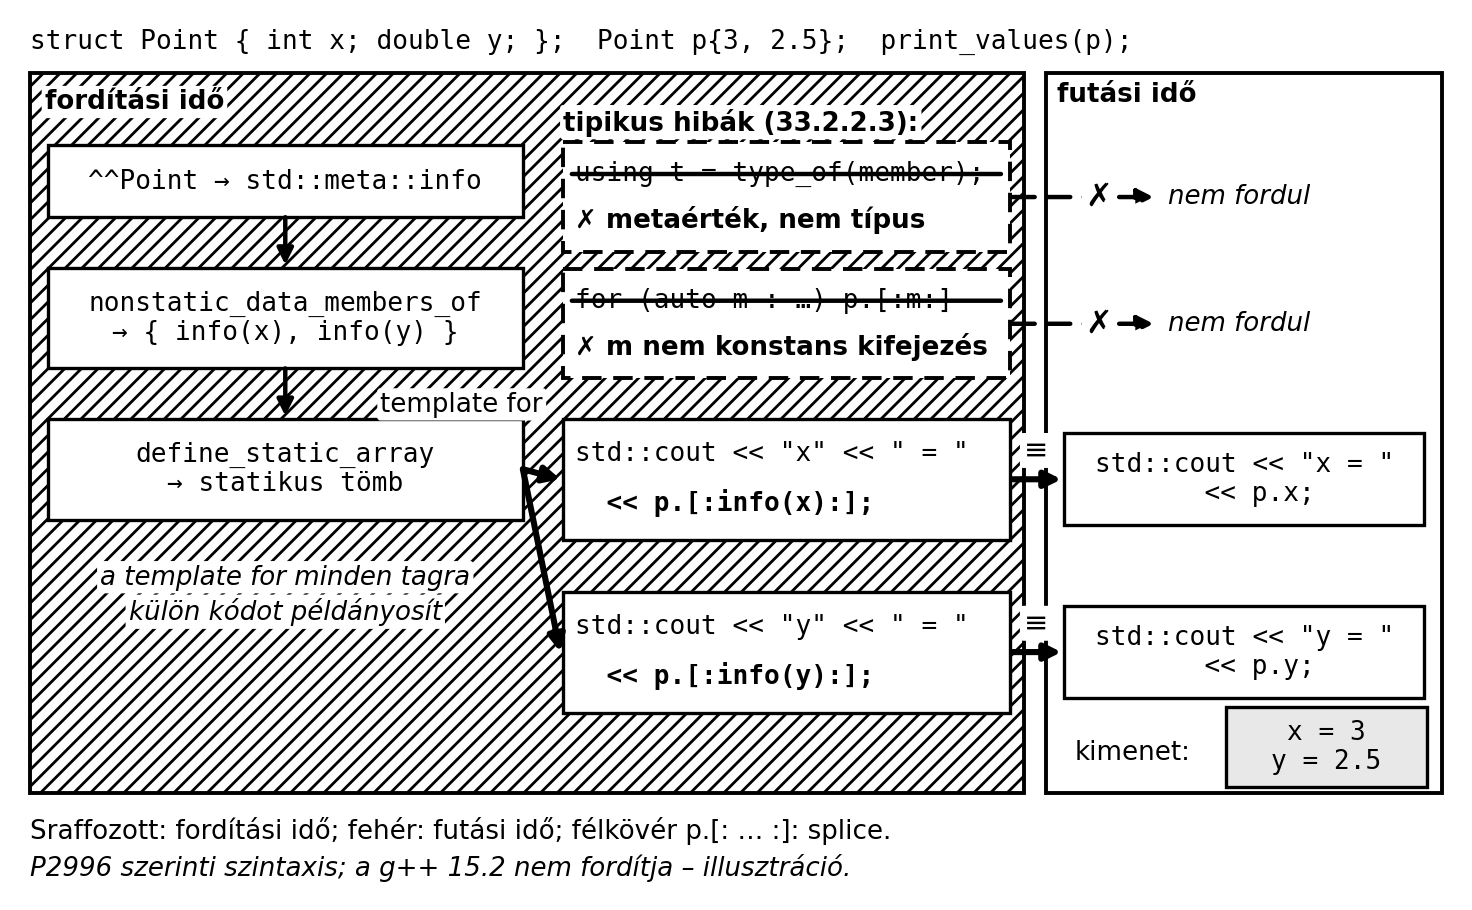 struct Point { int x; double y; };  Point p{3, 2.5};  print_values(p);
fordítási idő
^^Point → std::meta::info
nonstatic_data_members_of
→ { info(x), info(y) }
template for
define_static_array
→ statikus tömb
a template for minden tagra
külön kódot példányosít
tipikus hibák (33.2.2.3):
using t = type_of(member);
✗ metaérték, nem típus
for (auto m : …) p.[:m:]
✗ m nem konstans kifejezés
std::cout << "x" << " = "
<< p.[:info(x):];
std::cout << "y" << " = "
<< p.[:info(y):];
futási idő
✗ nem fordul
✗ nem fordul
≡
std::cout << "x = "
<< p.x;
≡
std::cout << "y = "
<< p.y;
kimenet:
x = 3
y = 2.5
Sraffozott: fordítási idő; fehér: futási idő; félkövér p.[: … :]: splice.
P2996 szerinti szintaxis; a g++ 15.2 nem fordítja – illusztráció.